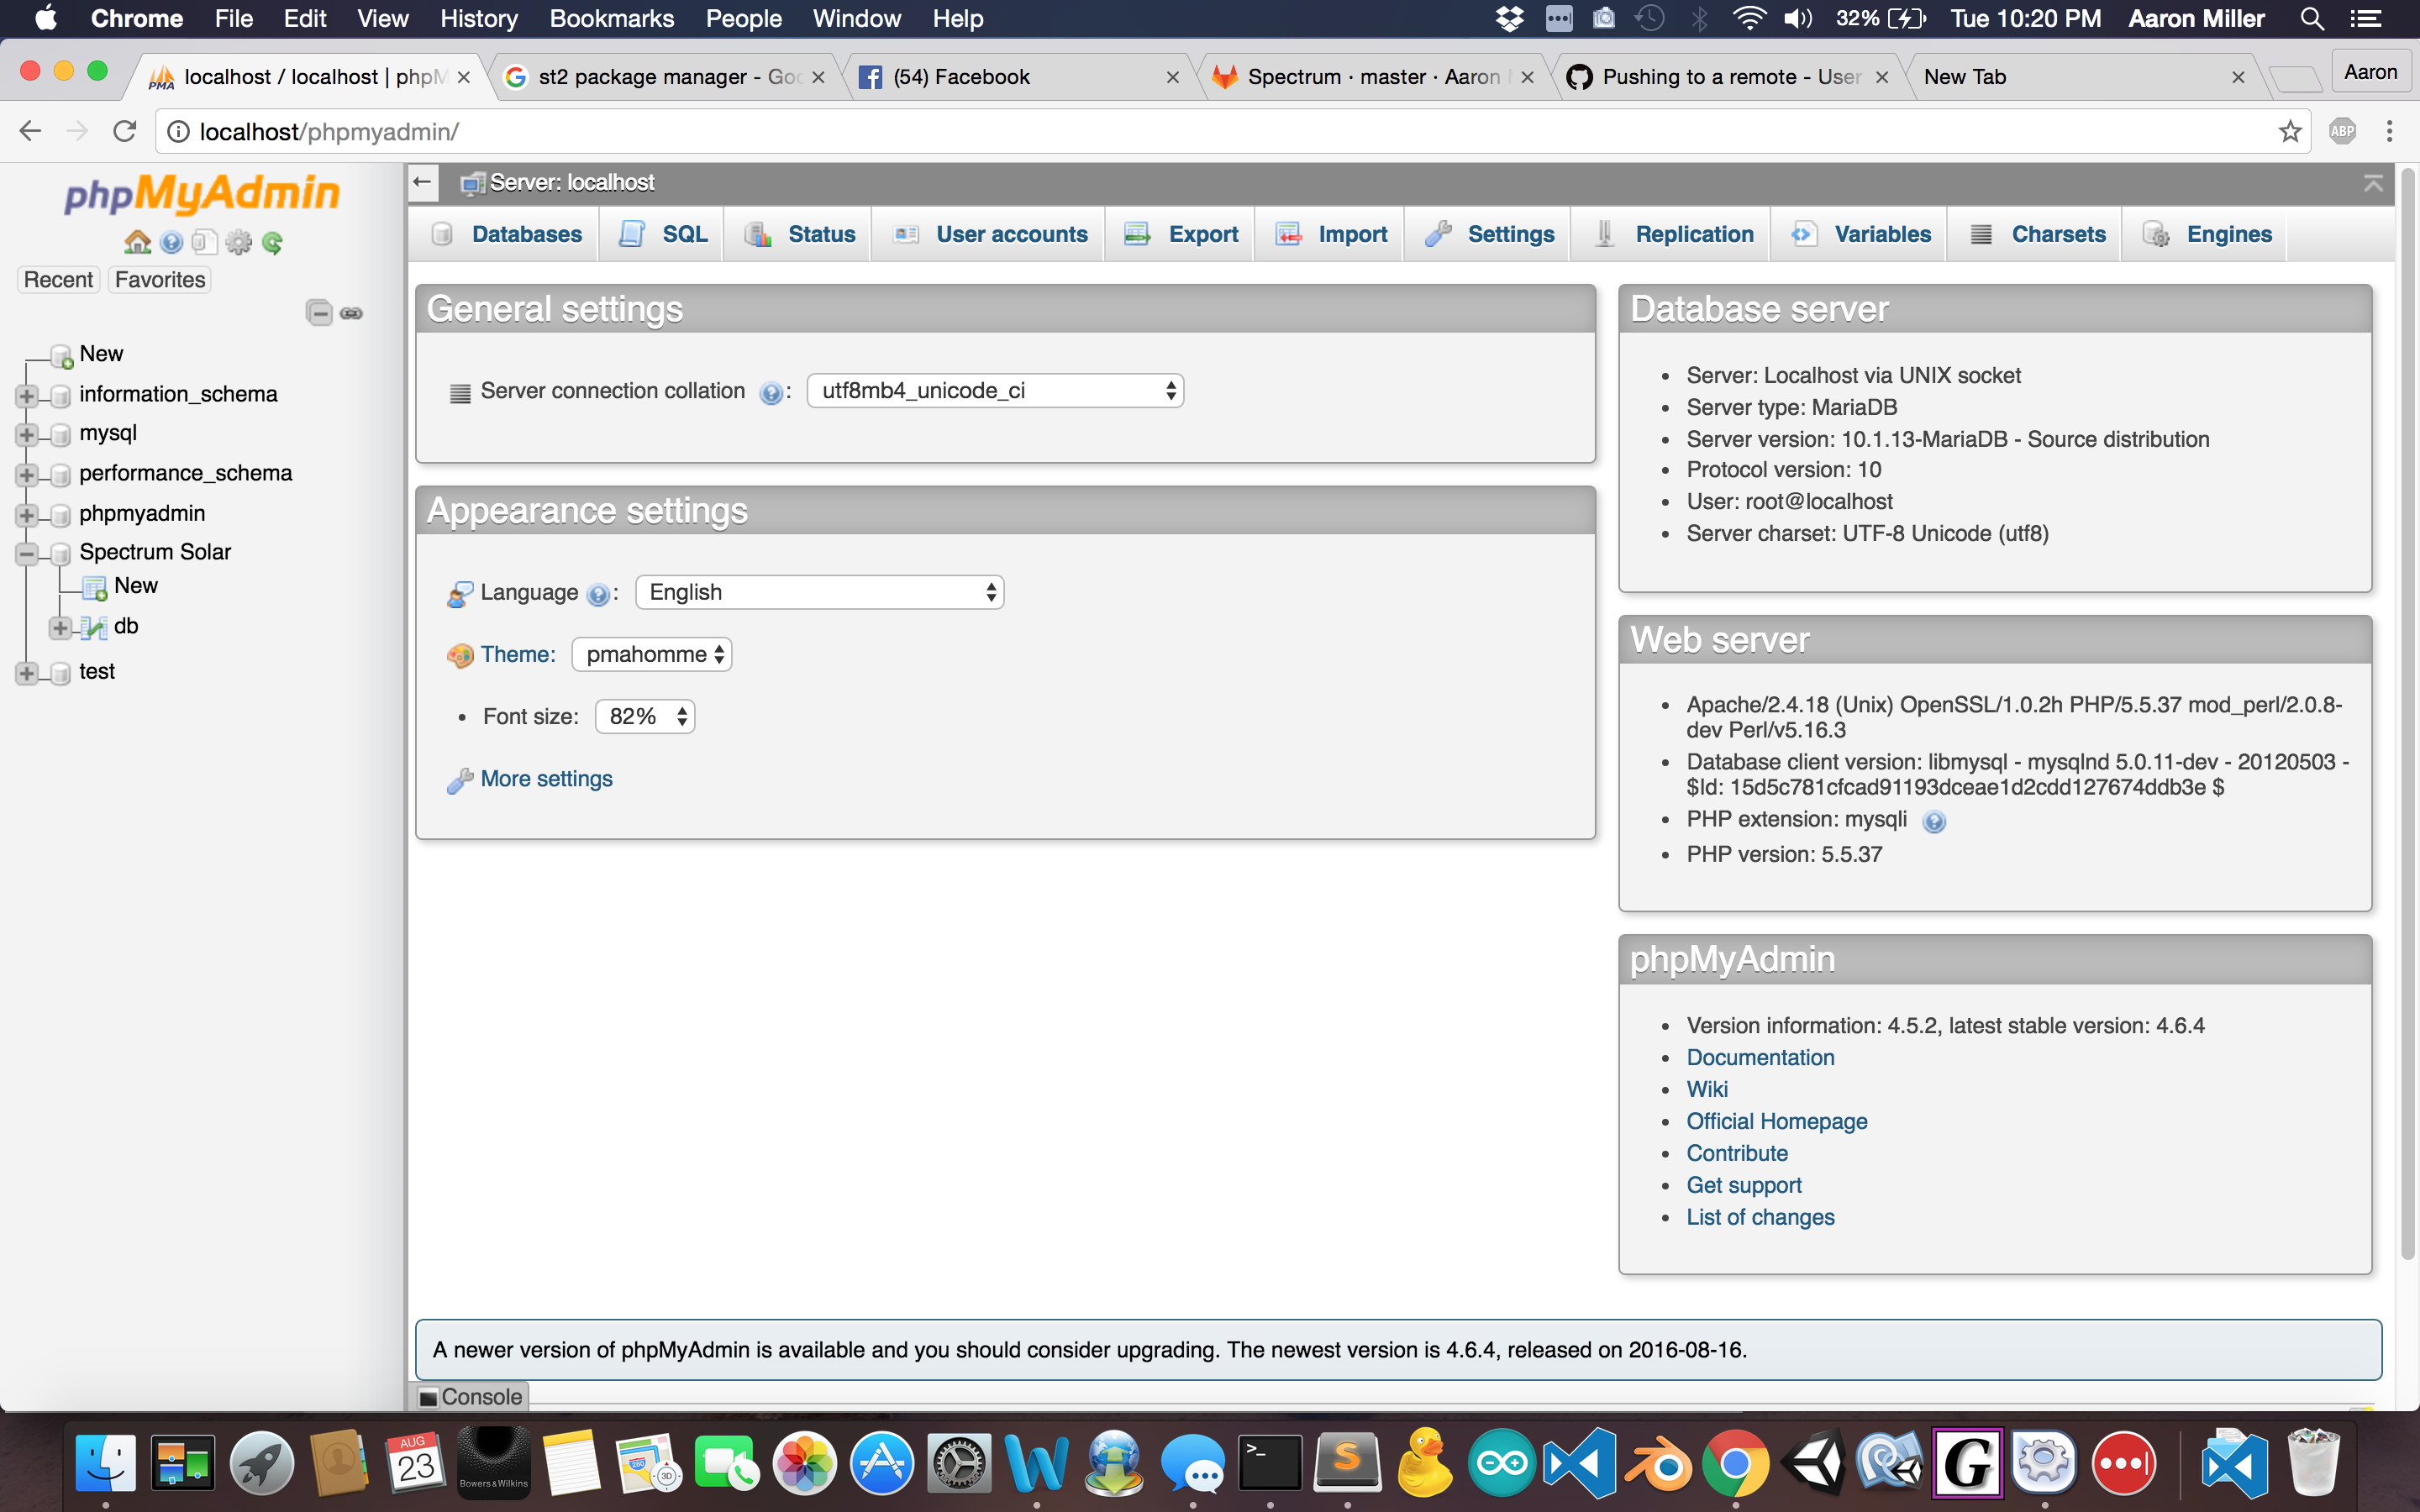 Chrome File Edit View History Bookmarks People Window Help 32% Tue 10:20 PM Aaron Miller
localhost / localhost | phpM st2 package manager - Goo (54) Facebook Spectrum · master · Aaron Pushing to a remote - User New Tab Aaron
localhost/phpmyadmin/ ABP
phpMyAdmin
Recent Favorites
New
information_schema
mysql
performance_schema
phpmyadmin
Spectrum Solar
New
db
test
Server: localhost
Databases SQL Status User accounts Export Import Settings Replication Variables Charsets Engines
General settings
Server connection collation : utf8mb4_unicode_ci
Appearance settings
Language : English
Theme: pmahomme
Font size: 82%
More settings
Database server
Server: Localhost via UNIX socket
Server type: MariaDB
Server version: 10.1.13-MariaDB - Source distribution
Protocol version: 10
User: root@localhost
Server charset: UTF-8 Unicode (utf8)
Web server
Apache/2.4.18 (Unix) OpenSSL/1.0.2h PHP/5.5.37 mod_perl/2.0.8-
dev Perl/v5.16.3
Database client version: libmysql - mysqlnd 5.0.11-dev - 20120503 -
$Id: 15d5c781cfcad91193dceae1d2cdd127674ddb3e $
PHP extension: mysqli
PHP version: 5.5.37
phpMyAdmin
Version information: 4.5.2, latest stable version: 4.6.4
Documentation
Wiki
Official Homepage
Contribute
Get support
List of changes
A newer version of phpMyAdmin is available and you should consider upgrading. The newest version is 4.6.4, released on 2016-08-16.
Console
AUG
23
Bowers&Wilkins
280
3D